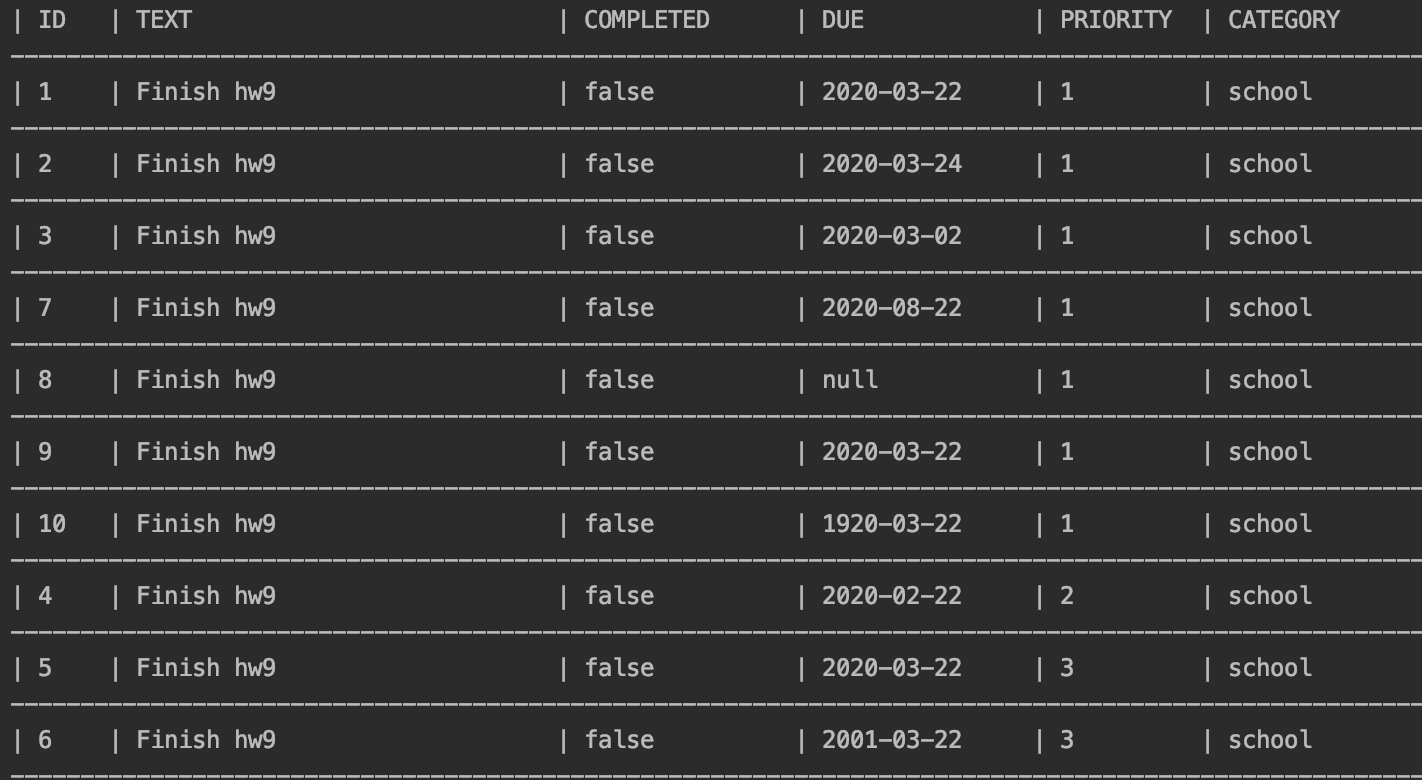 | ID | TEXT | COMPLETED | DUE | PRIORITY | CATEGORY
| 1 | Finish hw9 | false | 2020-03-22 | 1 | school
| 2 | Finish hw9 | false | 2020-03-24 | 1 | school
| 3 | Finish hw9 | false | 2020-03-02 | 1 | school
| 7 | Finish hw9 | false | 2020-08-22 | 1 | school
| 8 | Finish hw9 | false | null | 1 | school
| 9 | Finish hw9 | false | 2020-03-22 | 1 | school
| 10 | Finish hw9 | false | 1920-03-22 | 1 | school
| 4 | Finish hw9 | false | 2020-02-22 | 2 | school
| 5 | Finish hw9 | false | 2020-03-22 | 3 | school
| 6 | Finish hw9 | false | 2001-03-22 | 3 | school